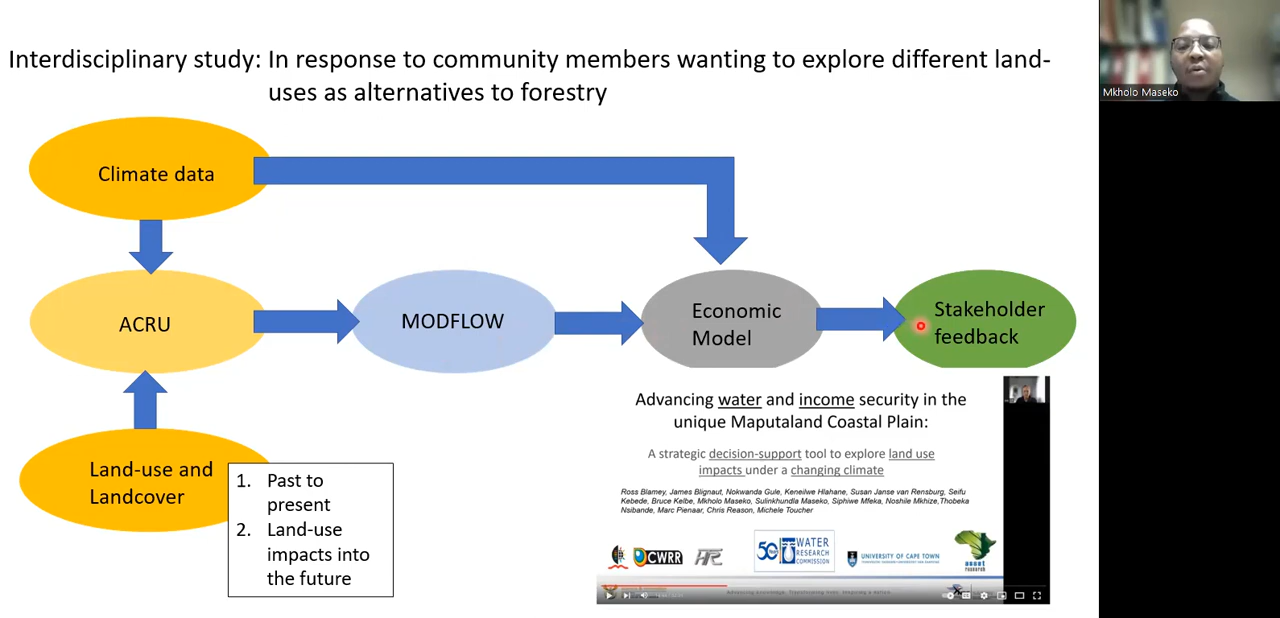 Interdisciplinary study: In response to community members wanting to explore different land-
uses as alternatives to forestry
Mkholo Maseko
Climate data
ACRU
MODFLOW
Economic
Model
Stakeholder
feedback
Land-use and
Landcover
1. Past to
present
2. Land-use
impacts into
the future
Advancing water and income security in the
unique Maputaland Coastal Plain:
A strategic decision-support tool to explore land use
impacts under a changing climate
Ross Blamey, James Blignaut, Nokwanda Gule, Keneilwe Hlahane, Susan Janse van Rensburg, Seifu
Kebede, Bruce Kelbe, Mkholo Maseko, Sulinkhundla Maseko, Siphiwe Mfeka, Noshile Mkhize,Thobeka
Nsibande, Marc Pienaar, Chris Reason, Michele Toucher
CWRR
50
WATER
RESEARCH
COMMISSION
UNIVERSITY OF CAPE TOWN
asset
research